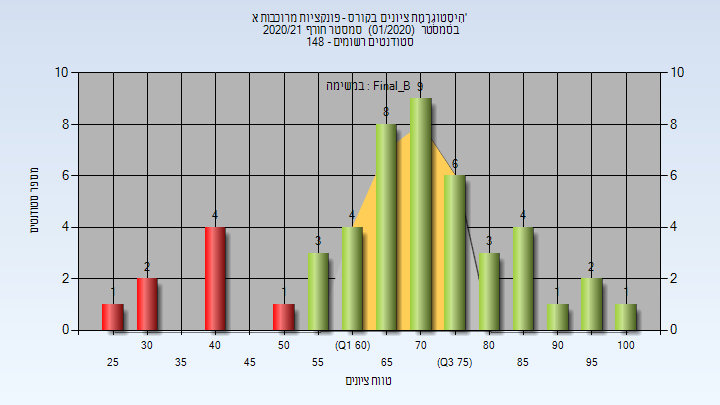 היסטוגרמת ציונים בקורס - פונקציות מרוכבות א'
בסמסטר (01/2020) סמסטר חורף 2020/21
סטודנטים רשומים - 148
במשימה : Final_B
מספר סטודנטים
10 10
8 8
6 6
4 4
2 2
0 0
1 2 4 1 3 4 8 9 6 3 4 1 2 1
30 40 50 (Q1 60) 70 80 90 100
25 35 45 55 65 (Q3 75) 85 95
טווח ציונים